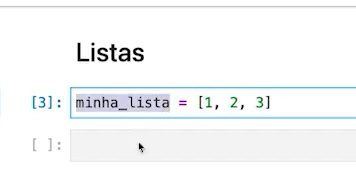 Listas
[3]: minha_lista = [1, 2, 3]
[ ]: